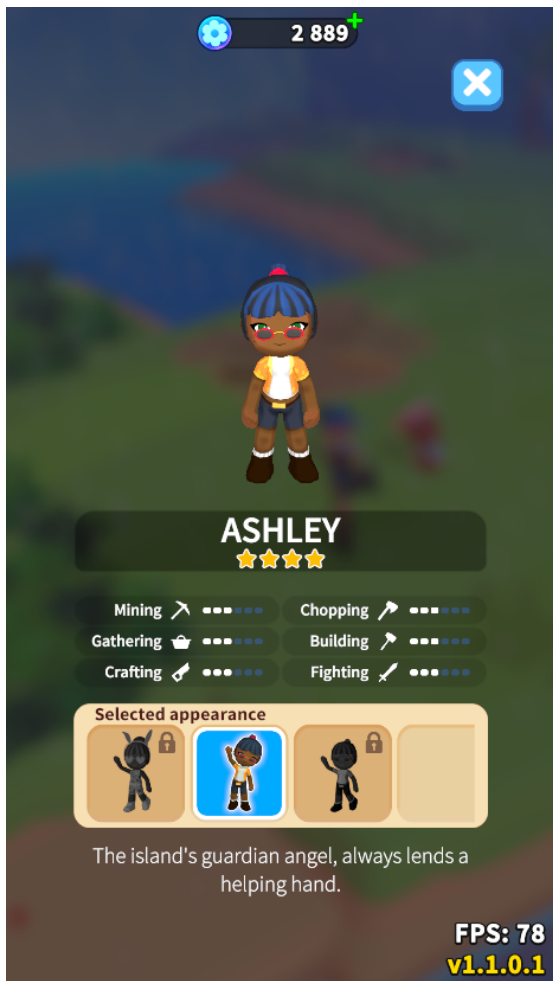 2 889
ASHLEY
Mining
Chopping
Gathering
Building
Crafting
Fighting
Selected appearance
The island's guardian angel, always lends a
helping hand.
FPS: 78
v1.1.0.1